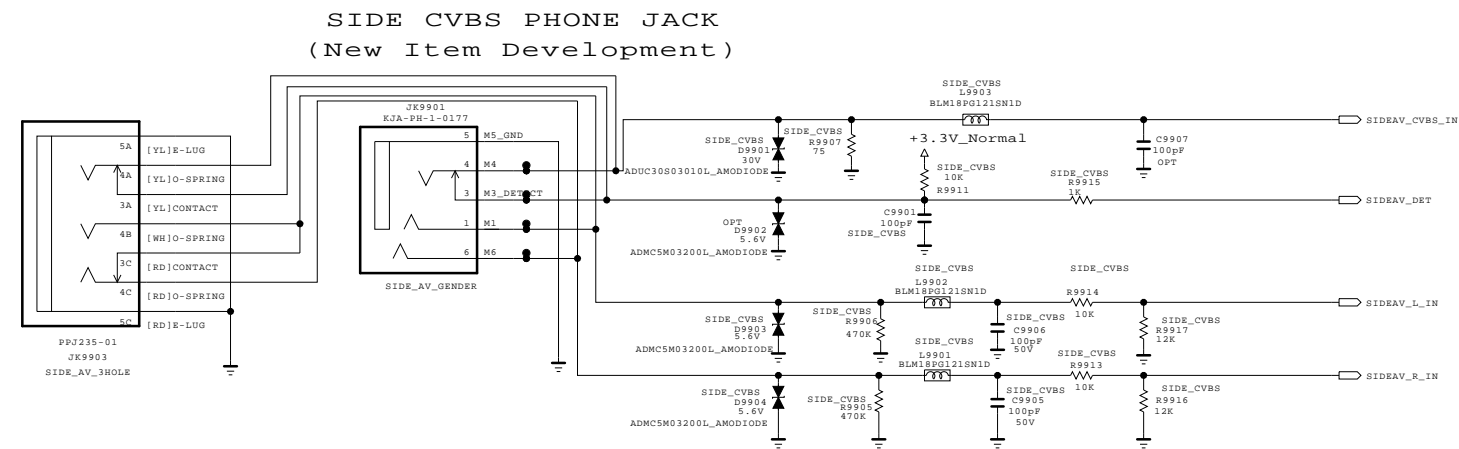 SIDE CVBS PHONE JACK
(New Item Development)
5A [YL]E-LUG
4A [YL]O-SPRING
3A [YL]CONTACT
4B [WH]O-SPRING
3C [RD]CONTACT
4C [RD]O-SPRING
5C [RD]E-LUG
PPJ235-01
JK9903
SIDE_AV_3HOLE
JK9901
KJA-PH-1-0177
5 M5_GND
4 M4
3 M3_DETECT
1 M1
6 M6
SIDE_AV_GENDER
SIDE_CVBS
D9901
30V
ADUC30S03010L_AMODIODE
SIDE_CVBS
R9907
75
SIDE_CVBS
L9903
BLM18PG121SN1D
C9907
100pF
OPT
SIDEAV_CVBS_IN
+3.3V_Normal
SIDE_CVBS
10K
R9911
SIDE_CVBS
R9915
1K
SIDEAV_DET
OPT
D9902
5.6V
ADMC5M03200L_AMODIODE
C9901
100pF
SIDE_CVBS
SIDE_CVBS
D9903
5.6V
ADMC5M03200L_AMODIODE
SIDE_CVBS
R9906
470K
SIDE_CVBS
L9902
BLM18PG121SN1D
SIDE_CVBS
C9906
100pF
50V
SIDE_CVBS
R9914
10K
SIDE_CVBS
R9917
12K
SIDEAV_L_IN
SIDE_CVBS
D9904
5.6V
ADMC5M03200L_AMODIODE
SIDE_CVBS
R9905
470K
SIDE_CVBS
L9901
BLM18PG121SN1D
SIDE_CVBS
C9905
100pF
50V
SIDE_CVBS
R9913
10K
SIDE_CVBS
R9916
12K
SIDEAV_R_IN